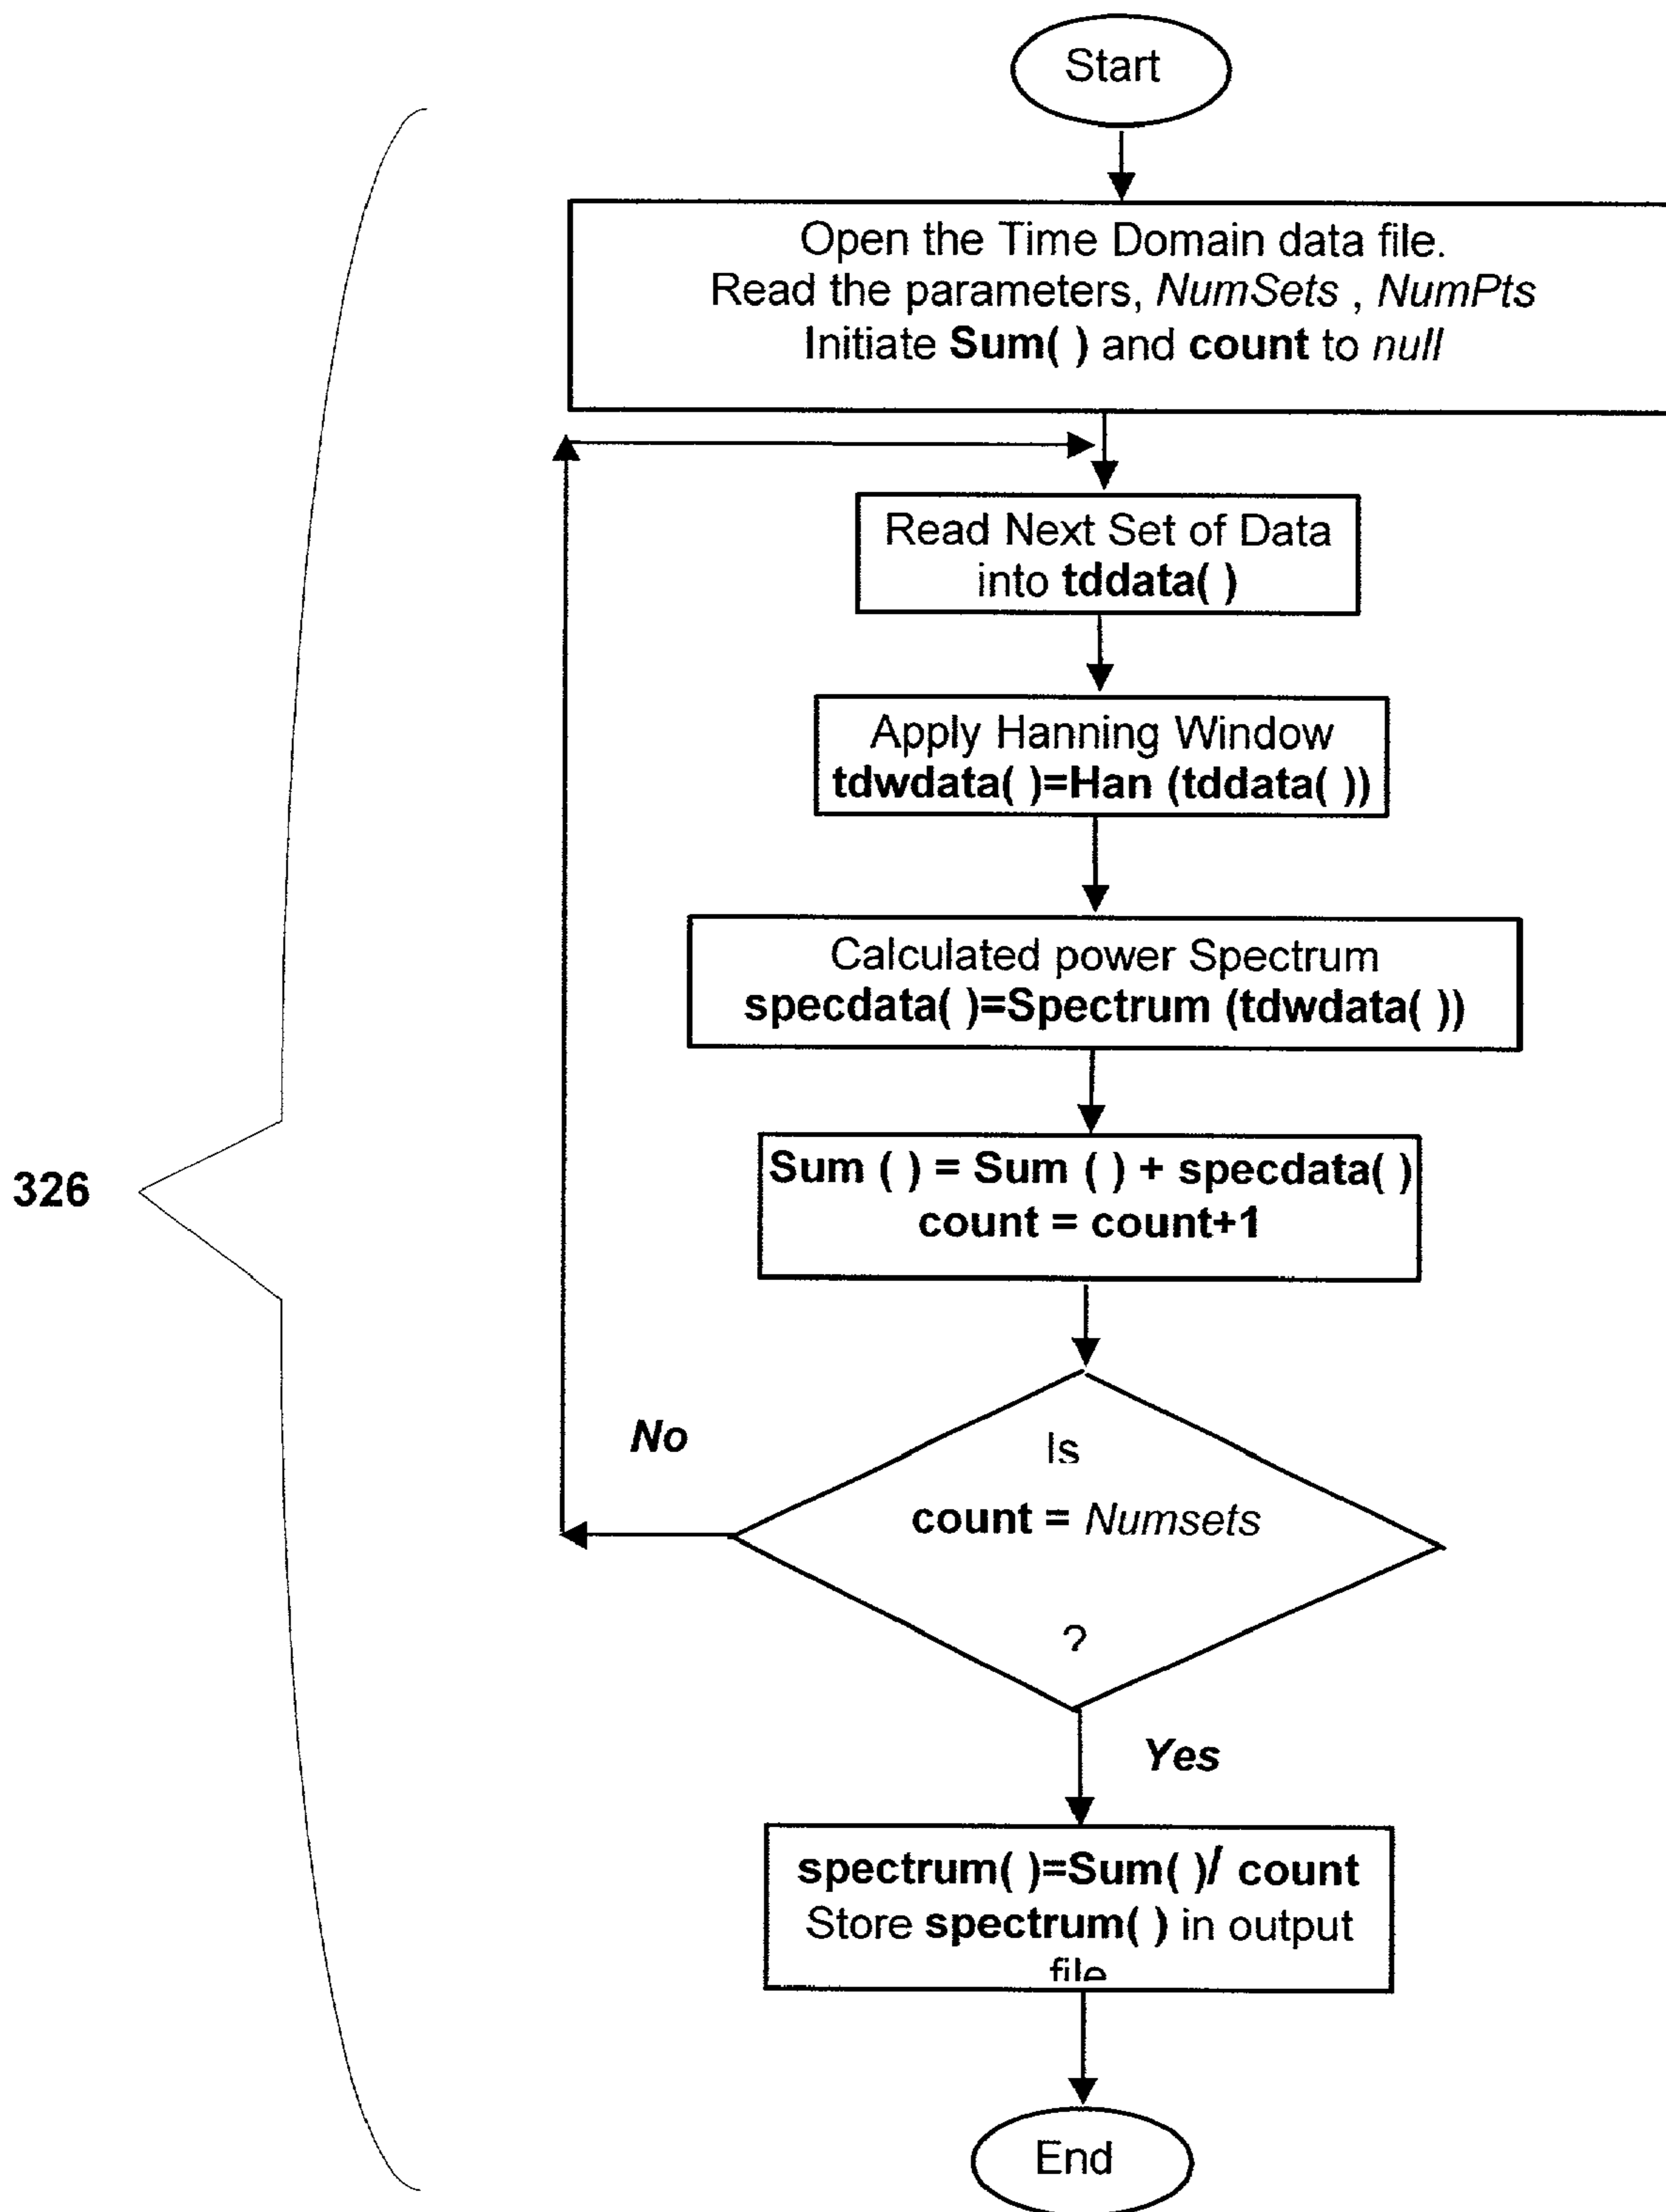 Start
Open the Time Domain data file.
Read the parameters, NumSets , NumPts
Initiate Sum( ) and count to null
Read Next Set of Data
into tddata( )
Apply Hanning Window
tdwdata( )=Han (tddata( ))
Calculated power Spectrum
specdata( )=Spectrum (tdwdata( ))
326
Sum ( ) = Sum ( ) + specdata( )
count = count+1
No
Is
count = Numsets
?
Yes
spectrum( )=Sum( )/ count
Store spectrum( ) in output
file
End